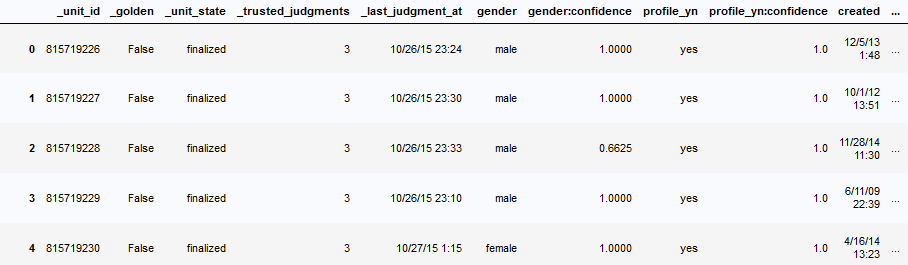 _unit_id _golden _unit_state _trusted_judgments _last_judgment_at gender gender:confidence profile_yn profile_yn:confidence created ...
0 815719226 False finalized 3 10/26/15 23:24 male 1.0000 yes 1.0 12/5/13 1:48 ...
1 815719227 False finalized 3 10/26/15 23:30 male 1.0000 yes 1.0 10/1/12 13:51 ...
2 815719228 False finalized 3 10/26/15 23:33 male 0.6625 yes 1.0 11/28/14 11:30 ...
3 815719229 False finalized 3 10/26/15 23:10 male 1.0000 yes 1.0 6/11/09 22:39 ...
4 815719230 False finalized 3 10/27/15 1:15 female 1.0000 yes 1.0 4/16/14 13:23 ...